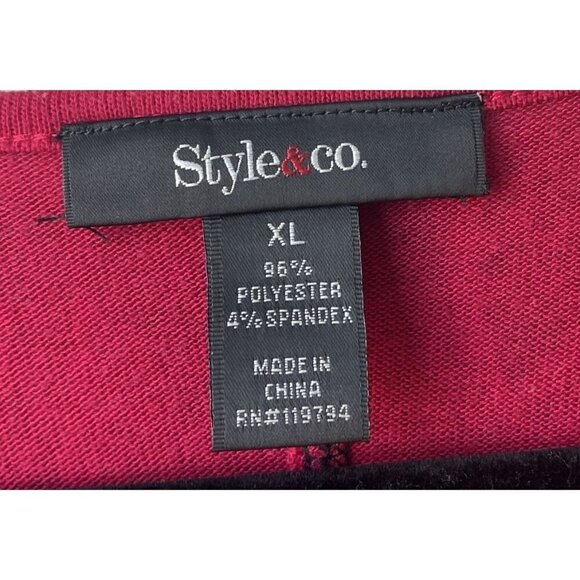 Style&co.
XL
96%
POLYESTER
4% SPANDEX
MADE IN
CHINA
RN#119794